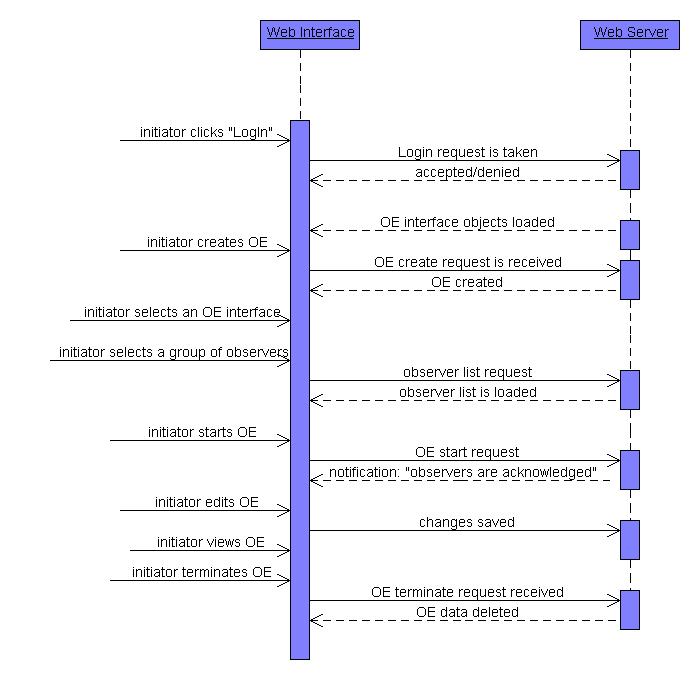 Web Interface
Web Server
initiator clicks "LogIn"
Login request is taken
accepted/denied
OE interface objects loaded
initiator creates OE
OE create request is received
OE created
initiator selects an OE interface
initiator selects a group of observers
observer list request
observer list is loaded
initiator starts OE
OE start request
notification: "observers are acknowledged"
initiator edits OE
changes saved
initiator views OE
initiator terminates OE
OE terminate request received
OE data deleted